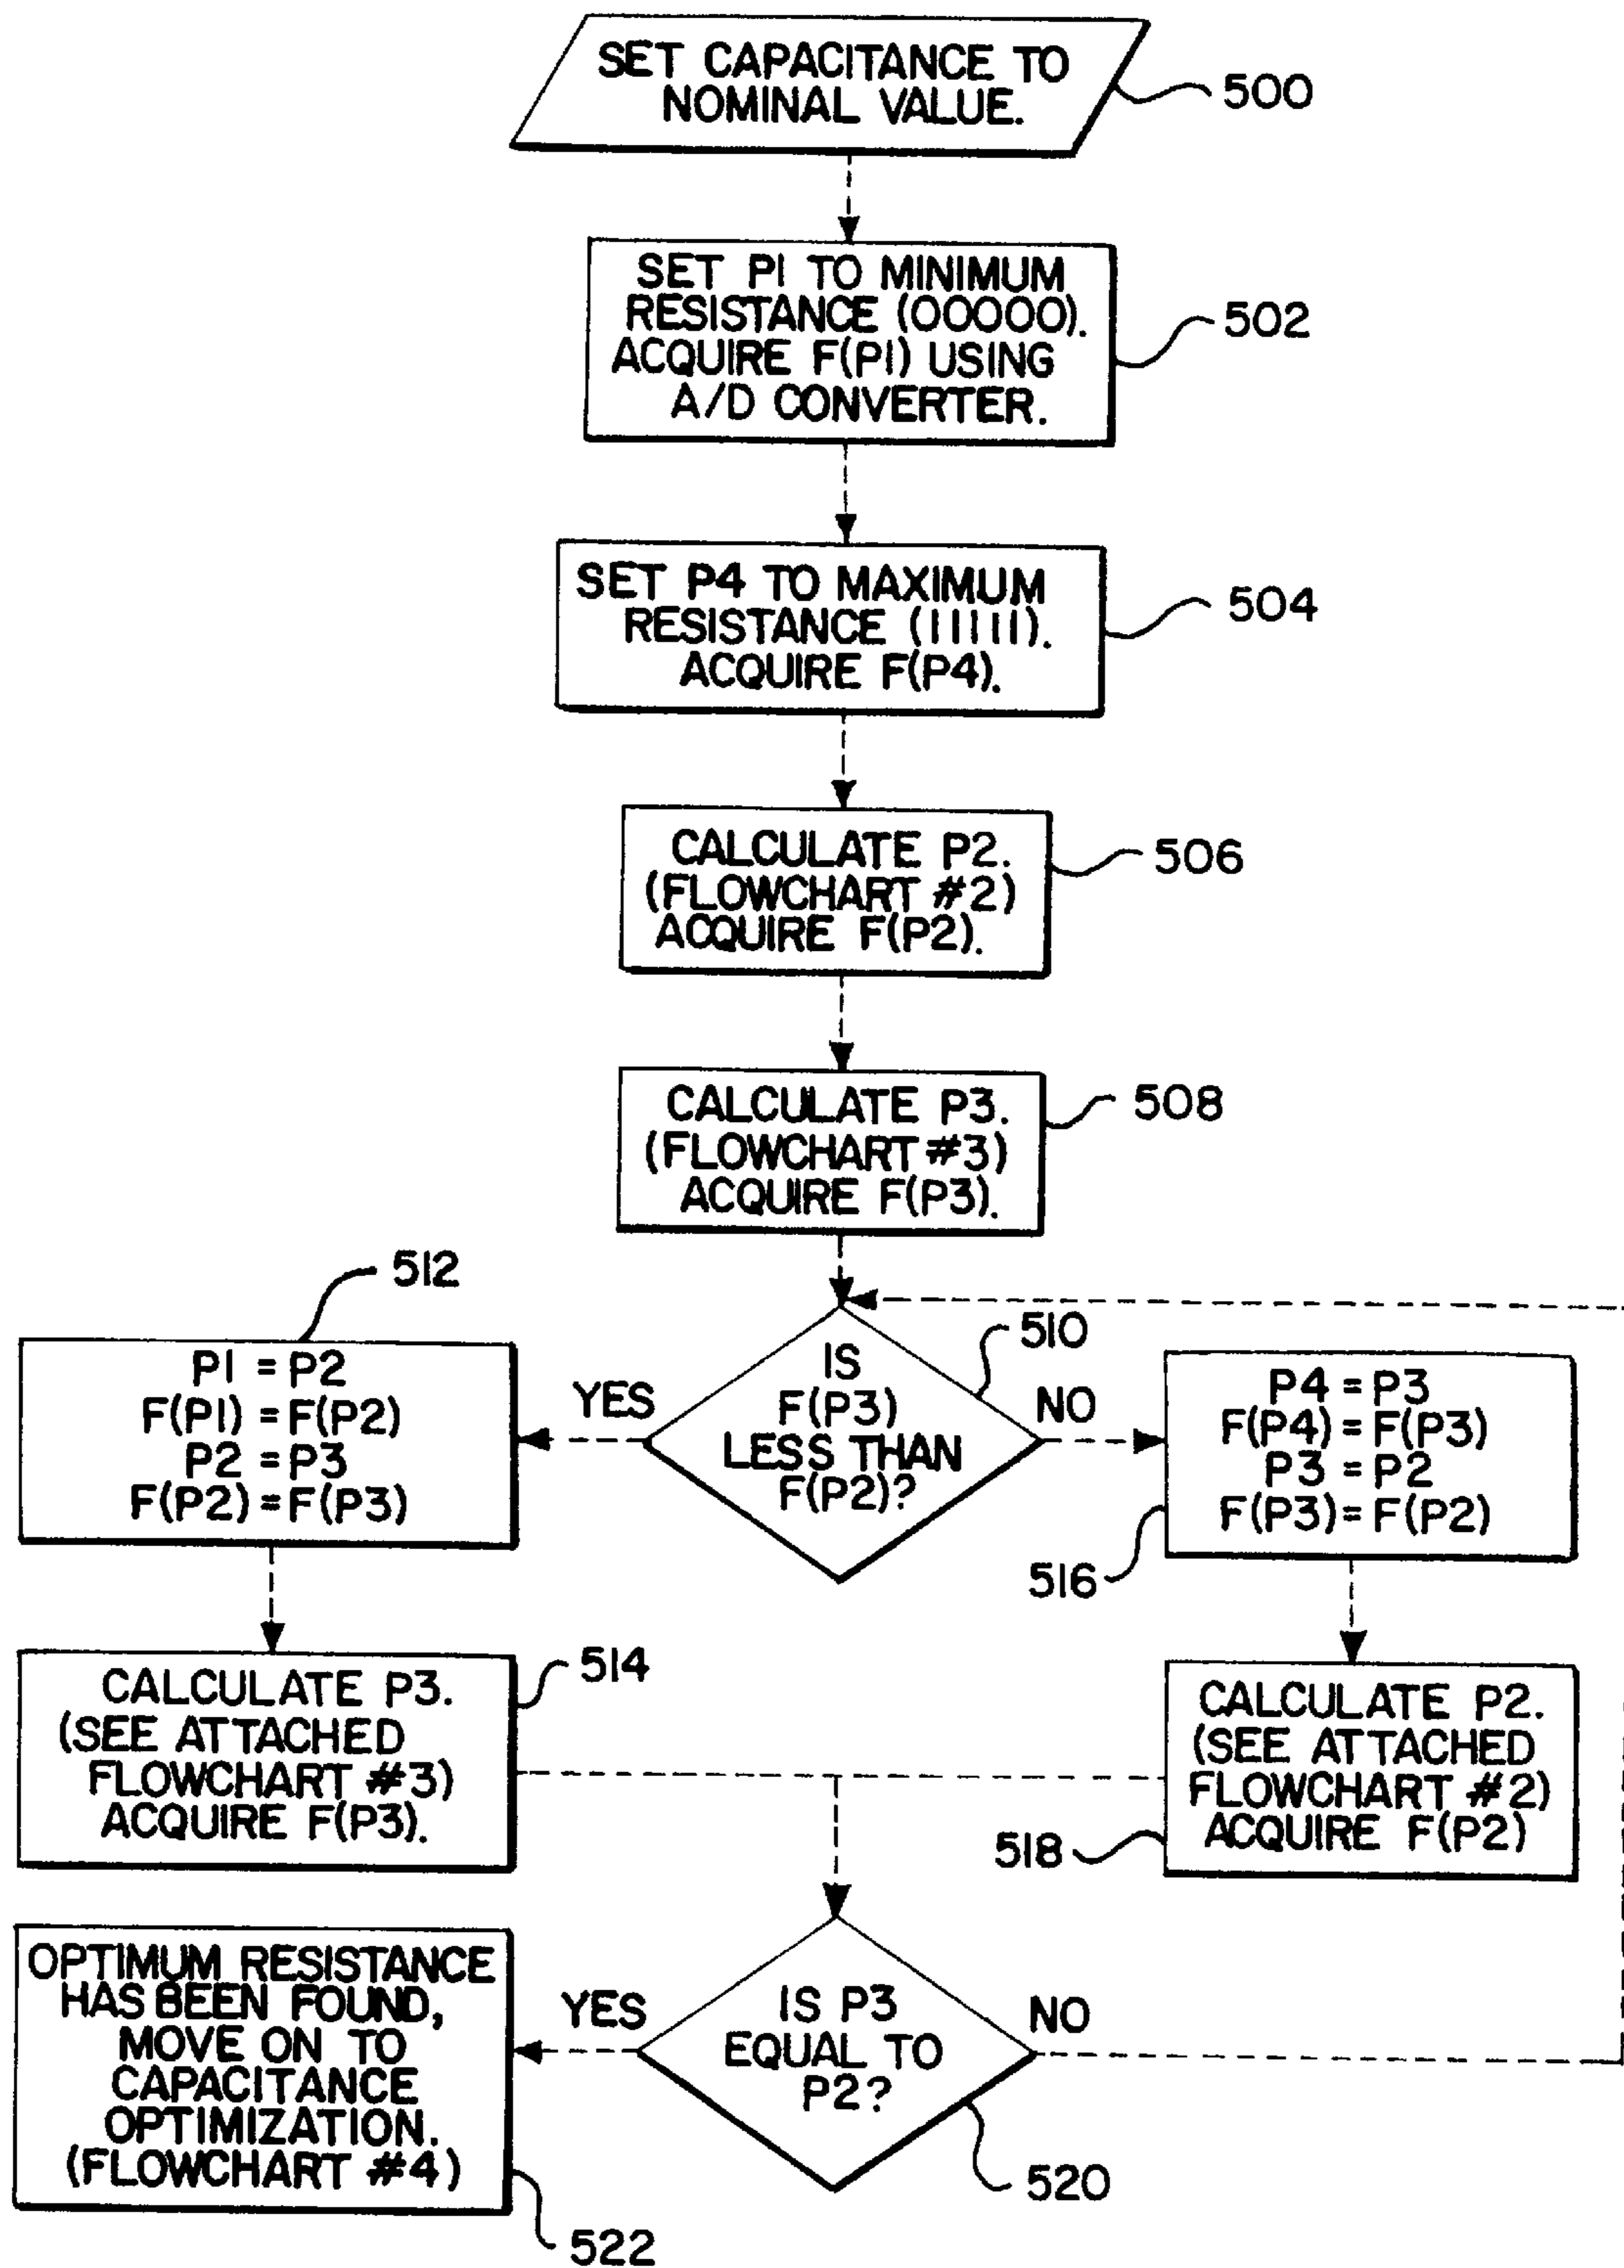 SET CAPACITANCE TO
NOMINAL VALUE.
500
SET P1 TO MINIMUM
RESISTANCE (00000).
ACQUIRE F(P1) USING
A/D CONVERTER.
502
SET P4 TO MAXIMUM
RESISTANCE (11111).
ACQUIRE F(P4).
504
CALCULATE P2.
(FLOWCHART #2)
ACQUIRE F(P2).
506
CALCULATE P3.
(FLOWCHART #3)
ACQUIRE F(P3).
508
IS
F(P3)
LESS THAN
F(P2)?
510
YES
NO
512
P1 = P2
F(P1) = F(P2)
P2 = P3
F(P2) = F(P3)
P4 = P3
F(P4) = F(P3)
P3 = P2
F(P3) = F(P2)
516
CALCULATE P3.
(SEE ATTACHED
FLOWCHART #3)
ACQUIRE F(P3).
514
CALCULATE P2.
(SEE ATTACHED
FLOWCHART #2)
ACQUIRE F(P2)
518
IS P3
EQUAL TO
P2?
520
YES
NO
OPTIMUM RESISTANCE
HAS BEEN FOUND,
MOVE ON TO
CAPACITANCE
OPTIMIZATION.
(FLOWCHART #4)
522